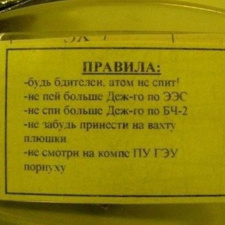 ПРАВИЛА:
-будь бдителен, атом не спит!
-не пей больше Деж-го по ЭЭС
-не спи больше Деж-го по БЧ-2
-не забудь принести на вахту
плюшки
-не смотри на компе ПУ ГЭУ
порнуху